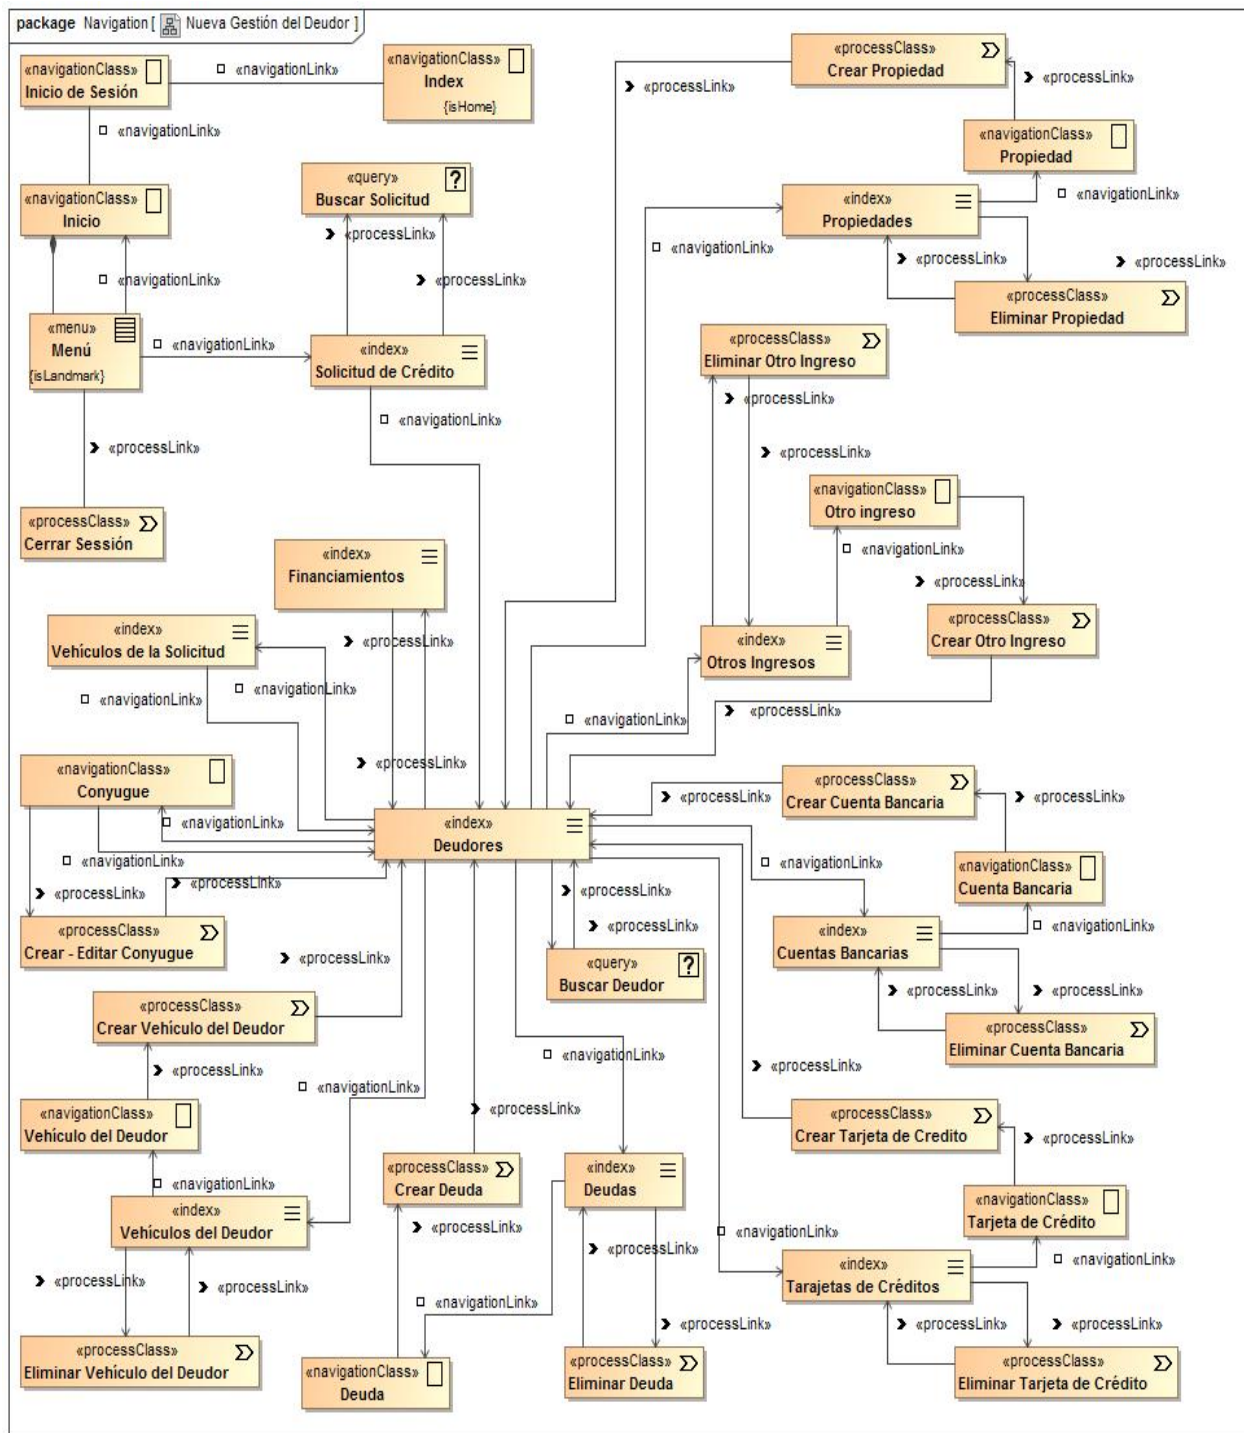 package Navigation [ Nueva Gestión del Deudor ]
«navigationClass»
Inicio de Sesión
«navigationLink»
«navigationClass»
Index
{isHome}
«processClass»
Crear Propiedad
«processLink»
«processLink»
«navigationLink»
«navigationClass»
Propiedad
«query»
Buscar Solicitud
«navigationClass»
Inicio
«index»
Propiedades
«navigationLink»
«processLink»
«navigationLink»
«processLink»
«processLink»
«navigationLink»
«processLink»
«processClass»
Eliminar Propiedad
«menu»
Menú
{isLandmark}
«navigationLink»
«index»
Solicitud de Crédito
«processClass»
Eliminar Otro Ingreso
«navigationLink»
«processLink»
«processLink»
«processLink»
«navigationClass»
Otro ingreso
«processClass»
Cerrar Sessión
«index»
Financiamientos
«navigationLink»
«processLink»
«processClass»
Crear Otro Ingreso
«index»
Vehículos de la Solicitud
«processLink»
«index»
Otros Ingresos
«navigationLink»
«navigationLink»
«navigationLink»
«processLink»
«navigationClass»
Conyugue
«processLink»
«processClass»
Crear Cuenta Bancaria
«processLink»
«processLink»
«index»
Deudores
«navigationLink»
«navigationLink»
«navigationLink»
«navigationClass»
Cuenta Bancaria
«processLink»
«processLink»
«processLink»
«processLink»
«navigationLink»
«processClass»
Crear - Editar Conyugue
«index»
Cuentas Bancarias
«processLink»
«query»
Buscar Deudor
«processLink»
«processLink»
«processClass»
Crear Vehículo del Deudor
«processClass»
Eliminar Cuenta Bancaria
«processLink»
«navigationLink»
«navigationLink»
«processLink»
«navigationClass»
Vehículo del Deudor
«processLink»
«processClass»
Crear Tarjeta de Credito
«processLink»
«processClass»
Crear Deuda
«index»
Deudas
«navigationLink»
«navigationClass»
Tarjeta de Crédito
«index»
Vehículos del Deudor
«processLink»
«processLink»
«navigationLink»
«navigationLink»
«index»
Tarajetas de Créditos
«processLink»
«processLink»
«navigationLink»
«processLink»
«processLink»
«processLink»
«processClass»
Eliminar Vehículo del Deudor
«navigationClass»
Deuda
«processClass»
Eliminar Deuda
«processClass»
Eliminar Tarjeta de Crédito